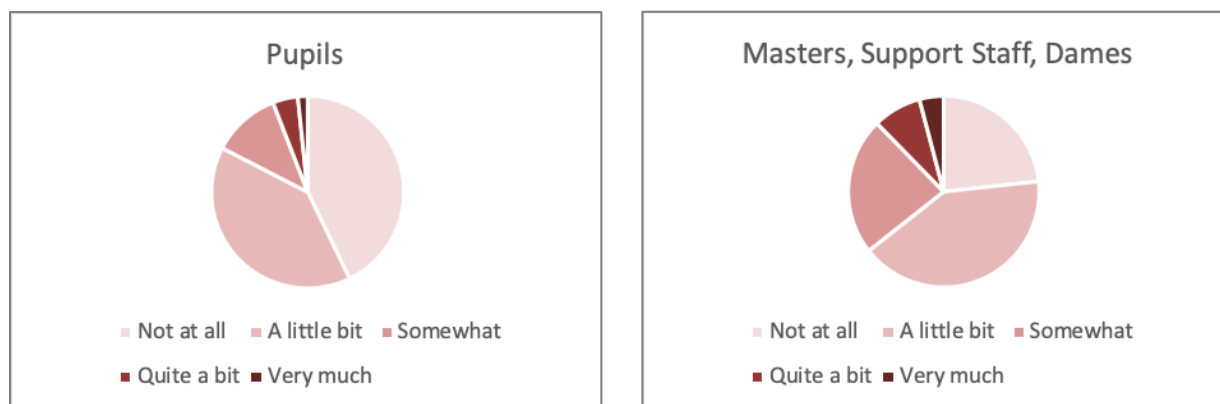 Pupils
Not at all
A little bit
Somewhat
Quite a bit
Very much
Masters, Support Staff, Dames
Not at all
A little bit
Somewhat
Quite a bit
Very much